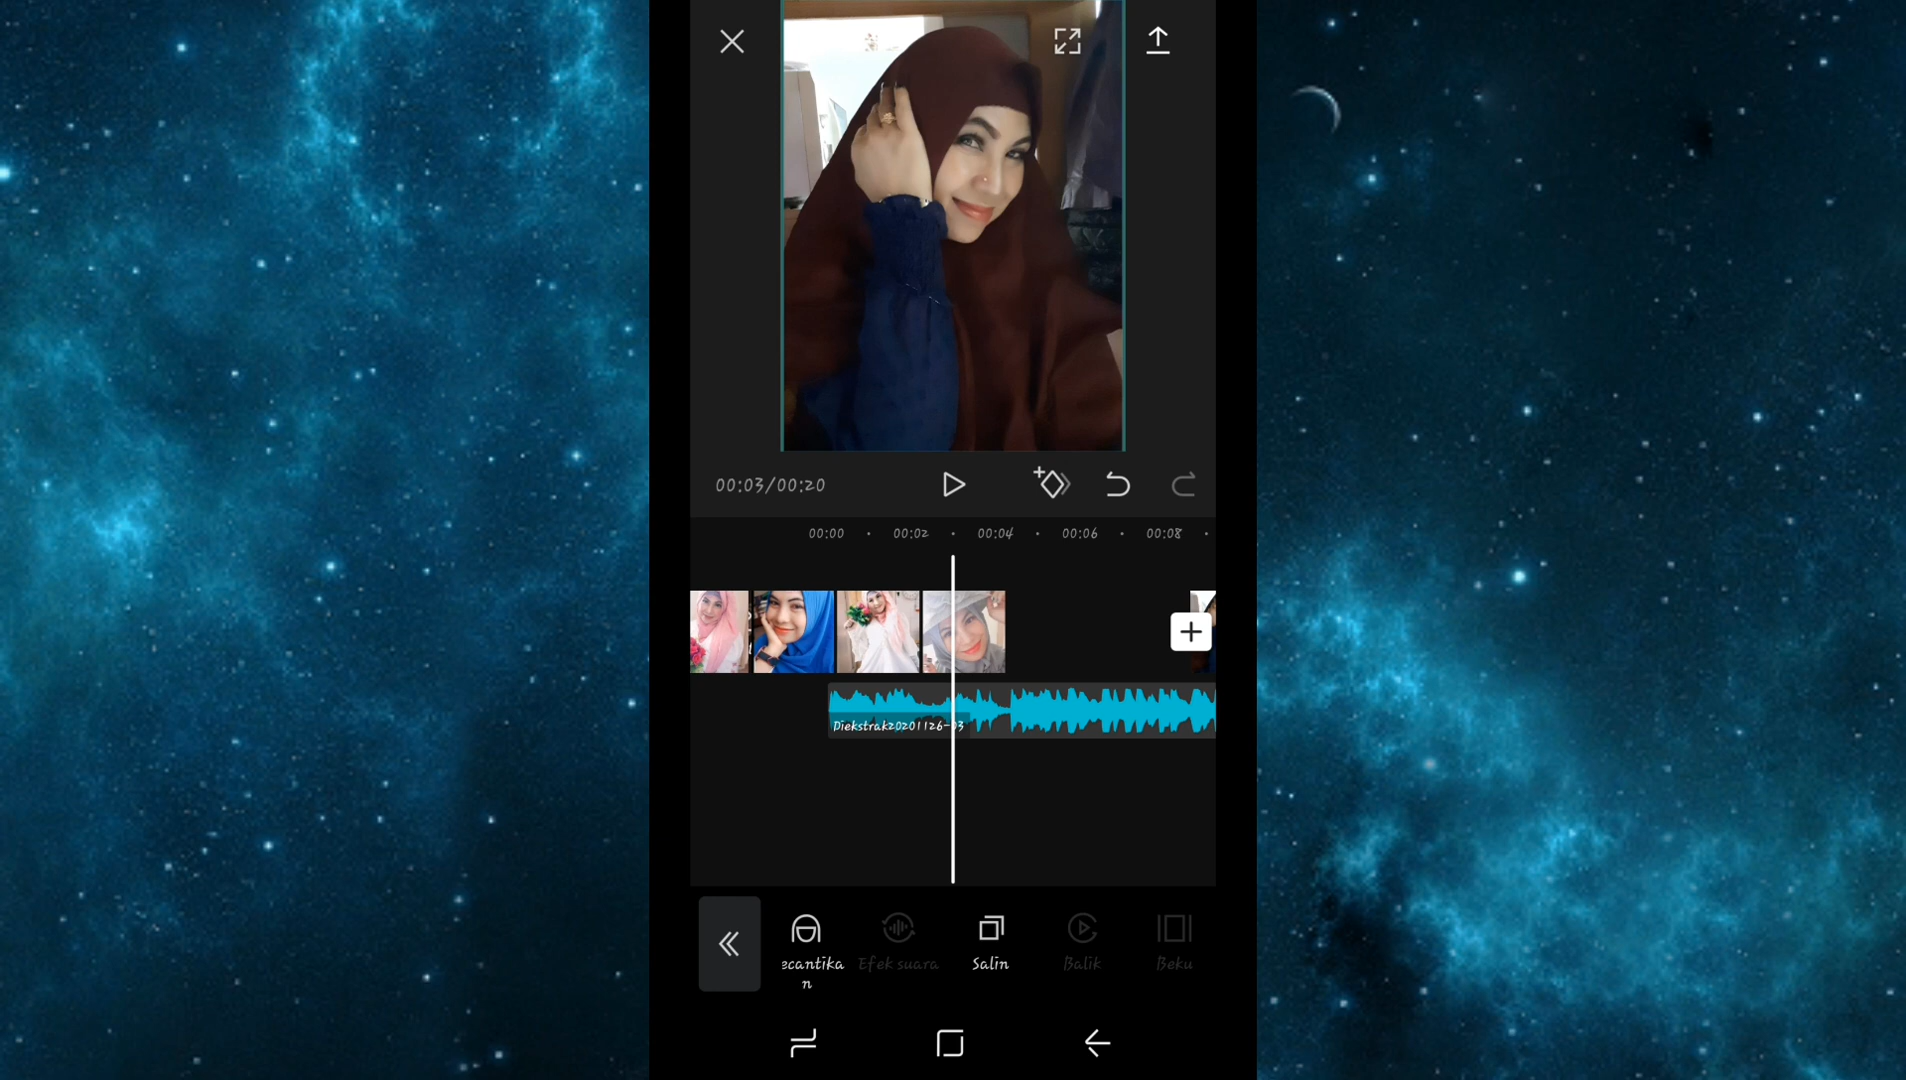 00:03/00:20
00:00 00:02 00:04 00:06 00:08
Diekstrak20201126-03
ecantika
n
Efek suara
Salin
Balik
Beku